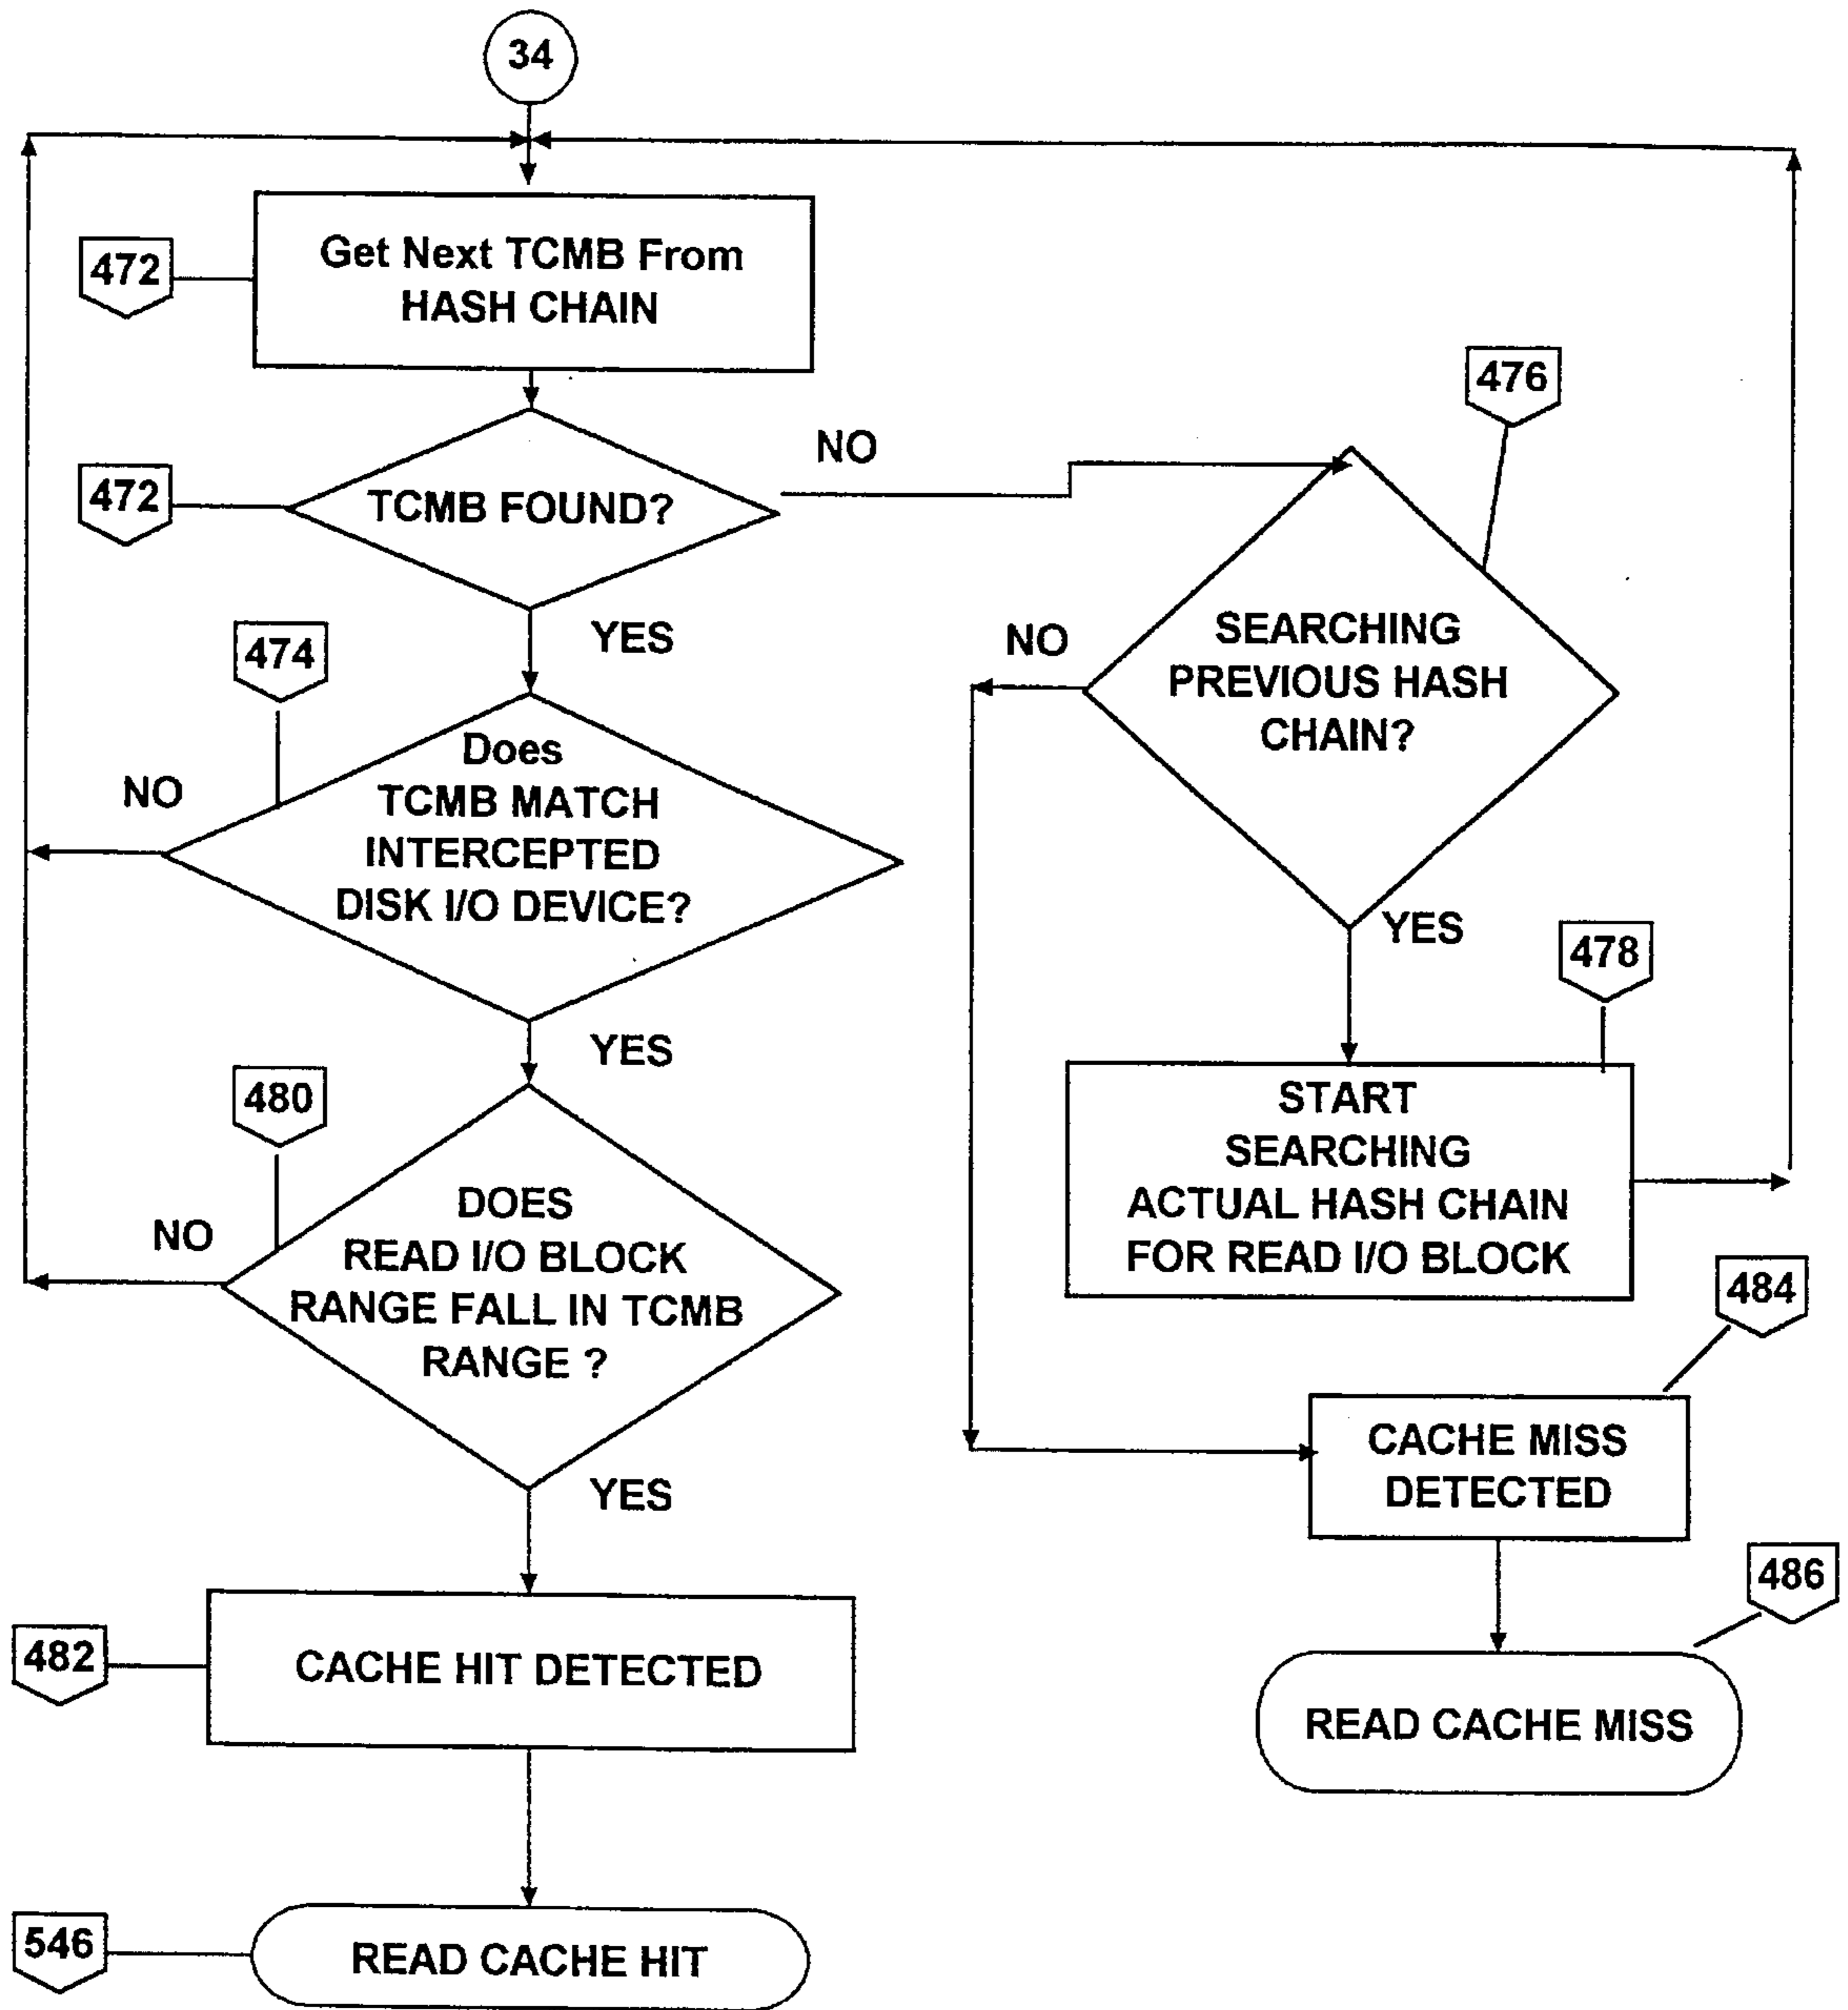 34
472
Get Next TCMB From
HASH CHAIN
472
TCMB FOUND?
NO
YES
476
SEARCHING
PREVIOUS HASH
CHAIN?
NO
YES
474
Does
TCMB MATCH
INTERCEPTED
DISK I/O DEVICE?
NO
YES
478
START
SEARCHING
ACTUAL HASH CHAIN
FOR READ I/O BLOCK
480
DOES
READ I/O BLOCK
RANGE FALL IN TCMB
RANGE ?
NO
YES
484
CACHE MISS
DETECTED
482
CACHE HIT DETECTED
486
READ CACHE MISS
546
READ CACHE HIT